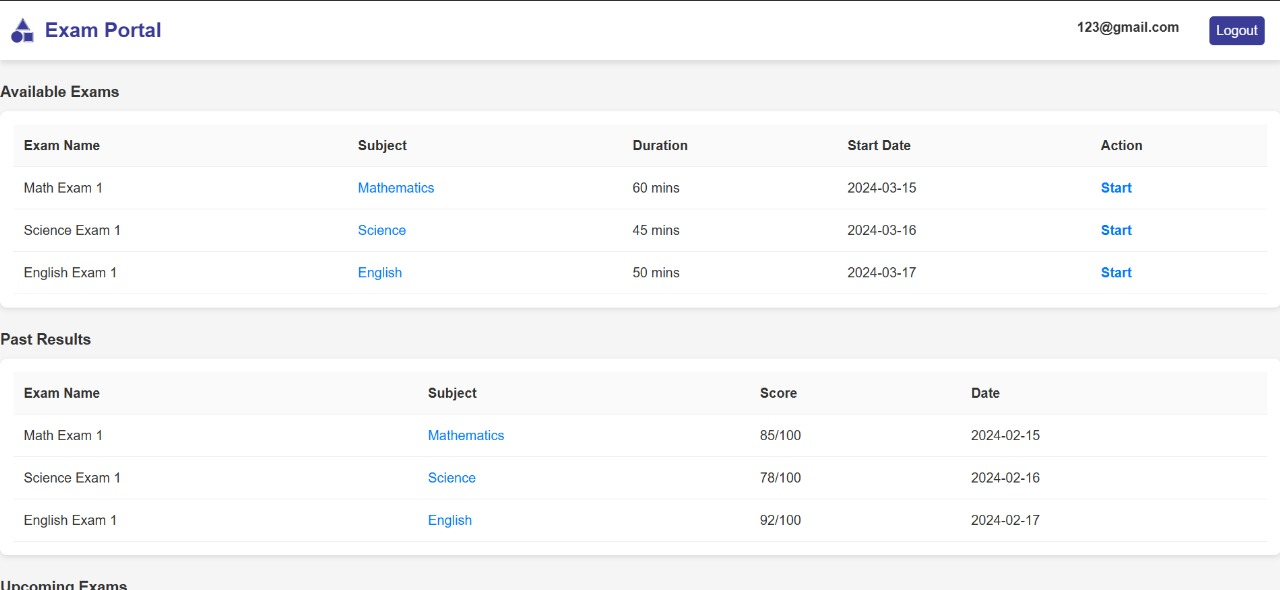 Exam Portal 123@gmail.com Logout
Available Exams
Exam Name Subject Duration Start Date Action
Math Exam 1 Mathematics 60 mins 2024-03-15 Start
Science Exam 1 Science 45 mins 2024-03-16 Start
English Exam 1 English 50 mins 2024-03-17 Start
Past Results
Exam Name Subject Score Date
Math Exam 1 Mathematics 85/100 2024-02-15
Science Exam 1 Science 78/100 2024-02-16
English Exam 1 English 92/100 2024-02-17
Upcoming Exams